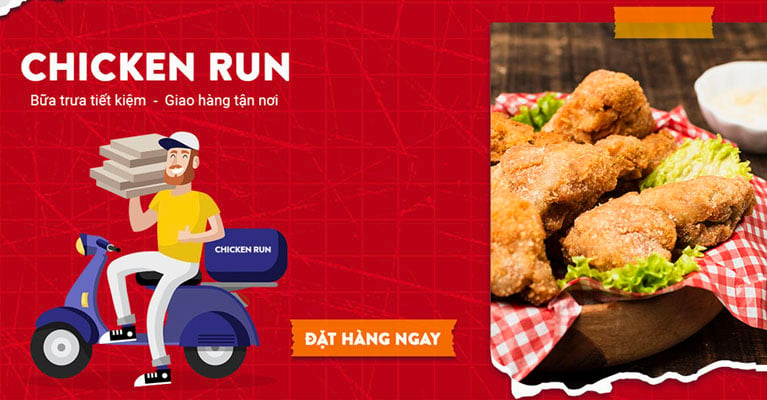 CHICKEN RUN
Bữa trưa tiết kiệm - Giao hàng tận nơi
CHICKEN RUN
ĐẶT HÀNG NGAY